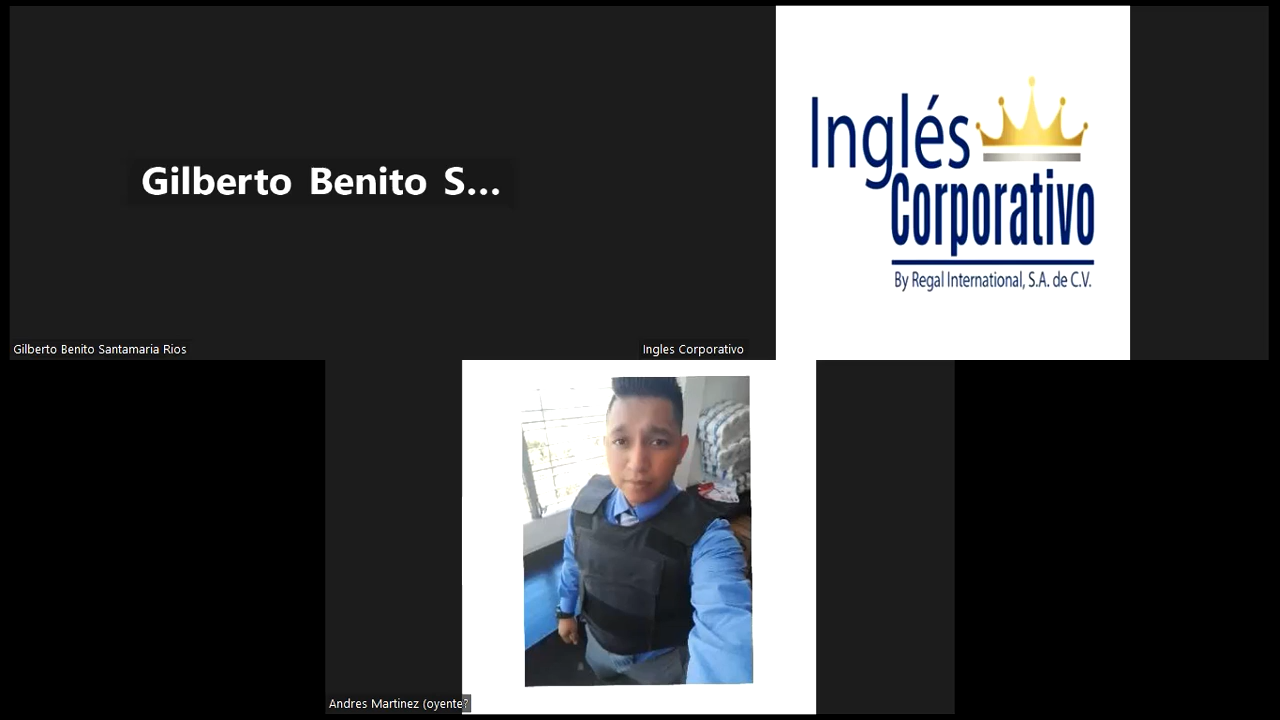 Gilberto Benito S...
Inglés
Corporativo
By Regal International, S.A. de C.V.
Gilberto Benito Santamaria Rios
Ingles Corporativo
Andres Martinez (oyente?